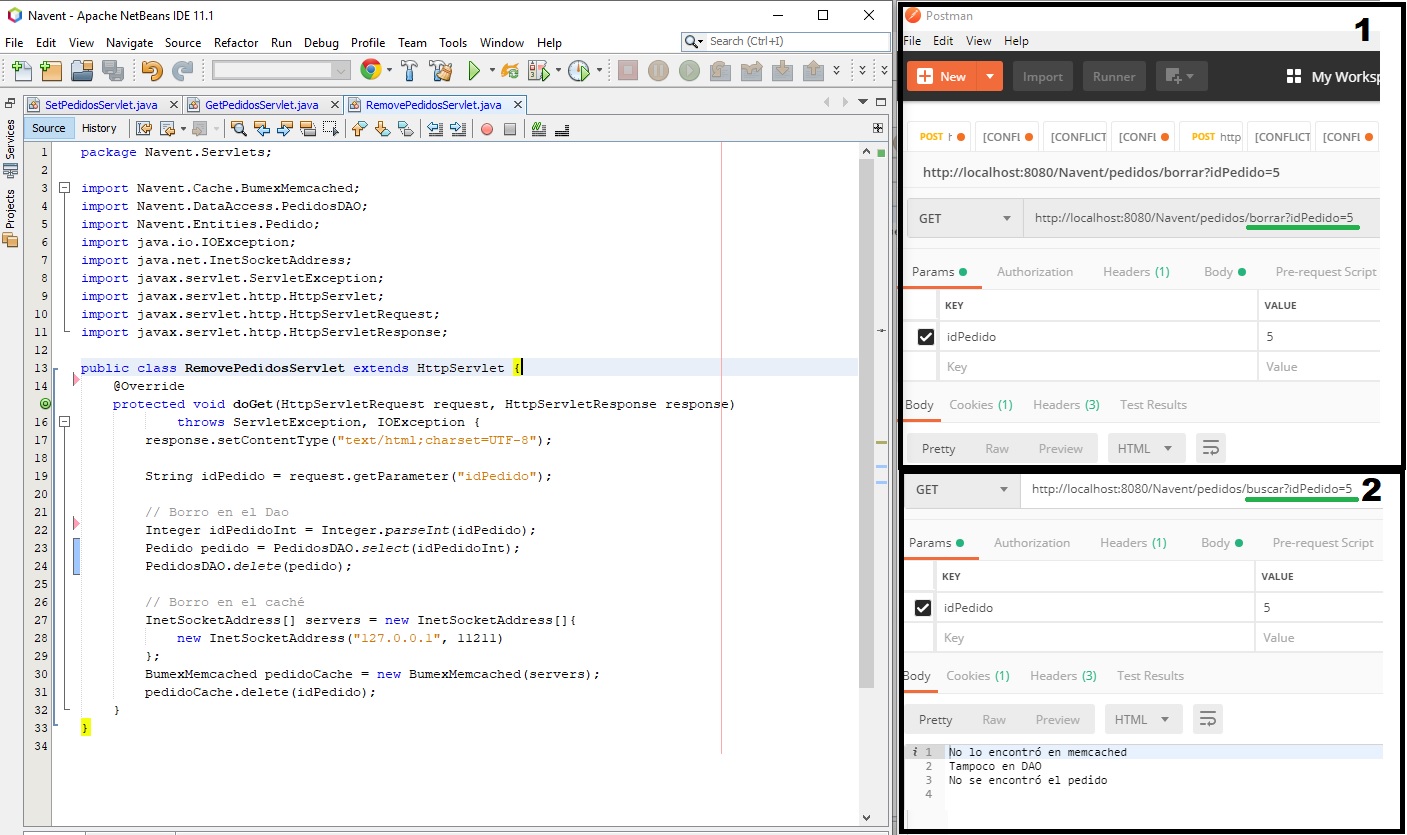 Navent - Apache NetBeans IDE 11.1
File Edit View Navigate Source Refactor Run Debug Profile Team Tools Window Help
Search (Ctrl+I)
SetPedidosServlet.java
GetPedidosServlet.java
RemovePedidosServlet.java
Source History
Services
Projects
1 package Navent.Servlets;
2
3 import Navent.Cache.BumexMemcached;
4 import Navent.DataAccess.PedidosDAO;
5 import Navent.Entities.Pedido;
6 import java.io.IOException;
7 import java.net.InetSocketAddress;
8 import javax.servlet.ServletException;
9 import javax.servlet.http.HttpServlet;
10 import javax.servlet.http.HttpServletRequest;
11 import javax.servlet.http.HttpServletResponse;
12
13 public class RemovePedidosServlet extends HttpServlet {
14 @Override
protected void doGet(HttpServletRequest request, HttpServletResponse response)
16 throws ServletException, IOException {
17 response.setContentType("text/html;charset=UTF-8");
18
19 String idPedido = request.getParameter("idPedido");
20
21 // Borro en el Dao
22 Integer idPedidoInt = Integer.parseInt(idPedido);
23 Pedido pedido = PedidosDAO.select(idPedidoInt);
24 PedidosDAO.delete(pedido);
25
26 // Borro en el caché
27 InetSocketAddress[] servers = new InetSocketAddress[]{
28 new InetSocketAddress("127.0.0.1", 11211)
29 };
30 BumexMemcached pedidoCache = new BumexMemcached(servers);
31 pedidoCache.delete(idPedido);
32 }
33 }
34
Postman
1
File Edit View Help
New Import Runner My Worksp
POST h [CONFI [CONFLICT [CONFI POST http [CONFLICT [CONFI
http://localhost:8080/Navent/pedidos/borrar?idPedido=5
GET http://localhost:8080/Navent/pedidos/borrar?idPedido=5
Params Authorization Headers (1) Body Pre-request Script
KEY VALUE
idPedido 5
Key Value
Body Cookies (1) Headers (3) Test Results
Pretty Raw Preview HTML
GET http://localhost:8080/Navent/pedidos/buscar?idPedido=5
2
Params Authorization Headers (1) Body Pre-request Script
KEY VALUE
idPedido 5
Key Value
Body Cookies (1) Headers (3) Test Results
Pretty Raw Preview HTML
i 1 No lo encontró en memcached
2 Tampoco en DAO
3 No se encontró el pedido
4